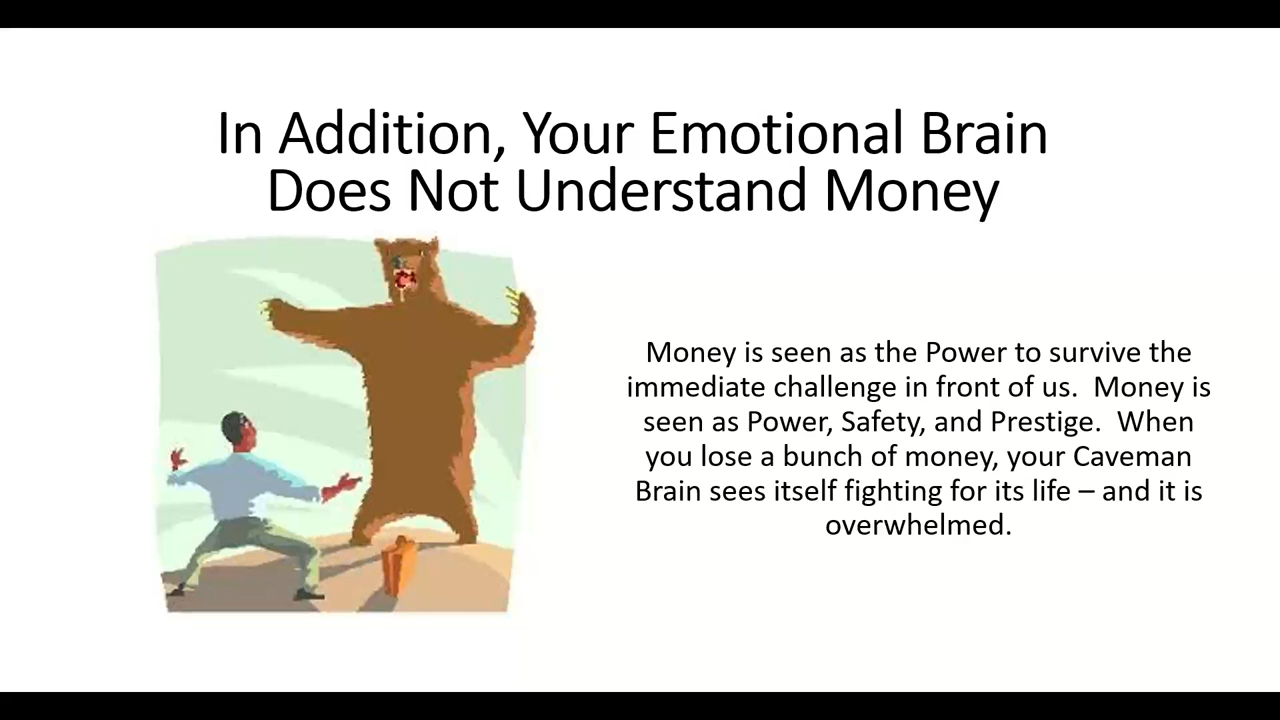 In Addition, Your Emotional Brain
Does Not Understand Money
Money is seen as the Power to survive the
immediate challenge in front of us.  Money is
seen as Power, Safety, and Prestige.  When
you lose a bunch of money, your Caveman
Brain sees itself fighting for its life – and it is
overwhelmed.